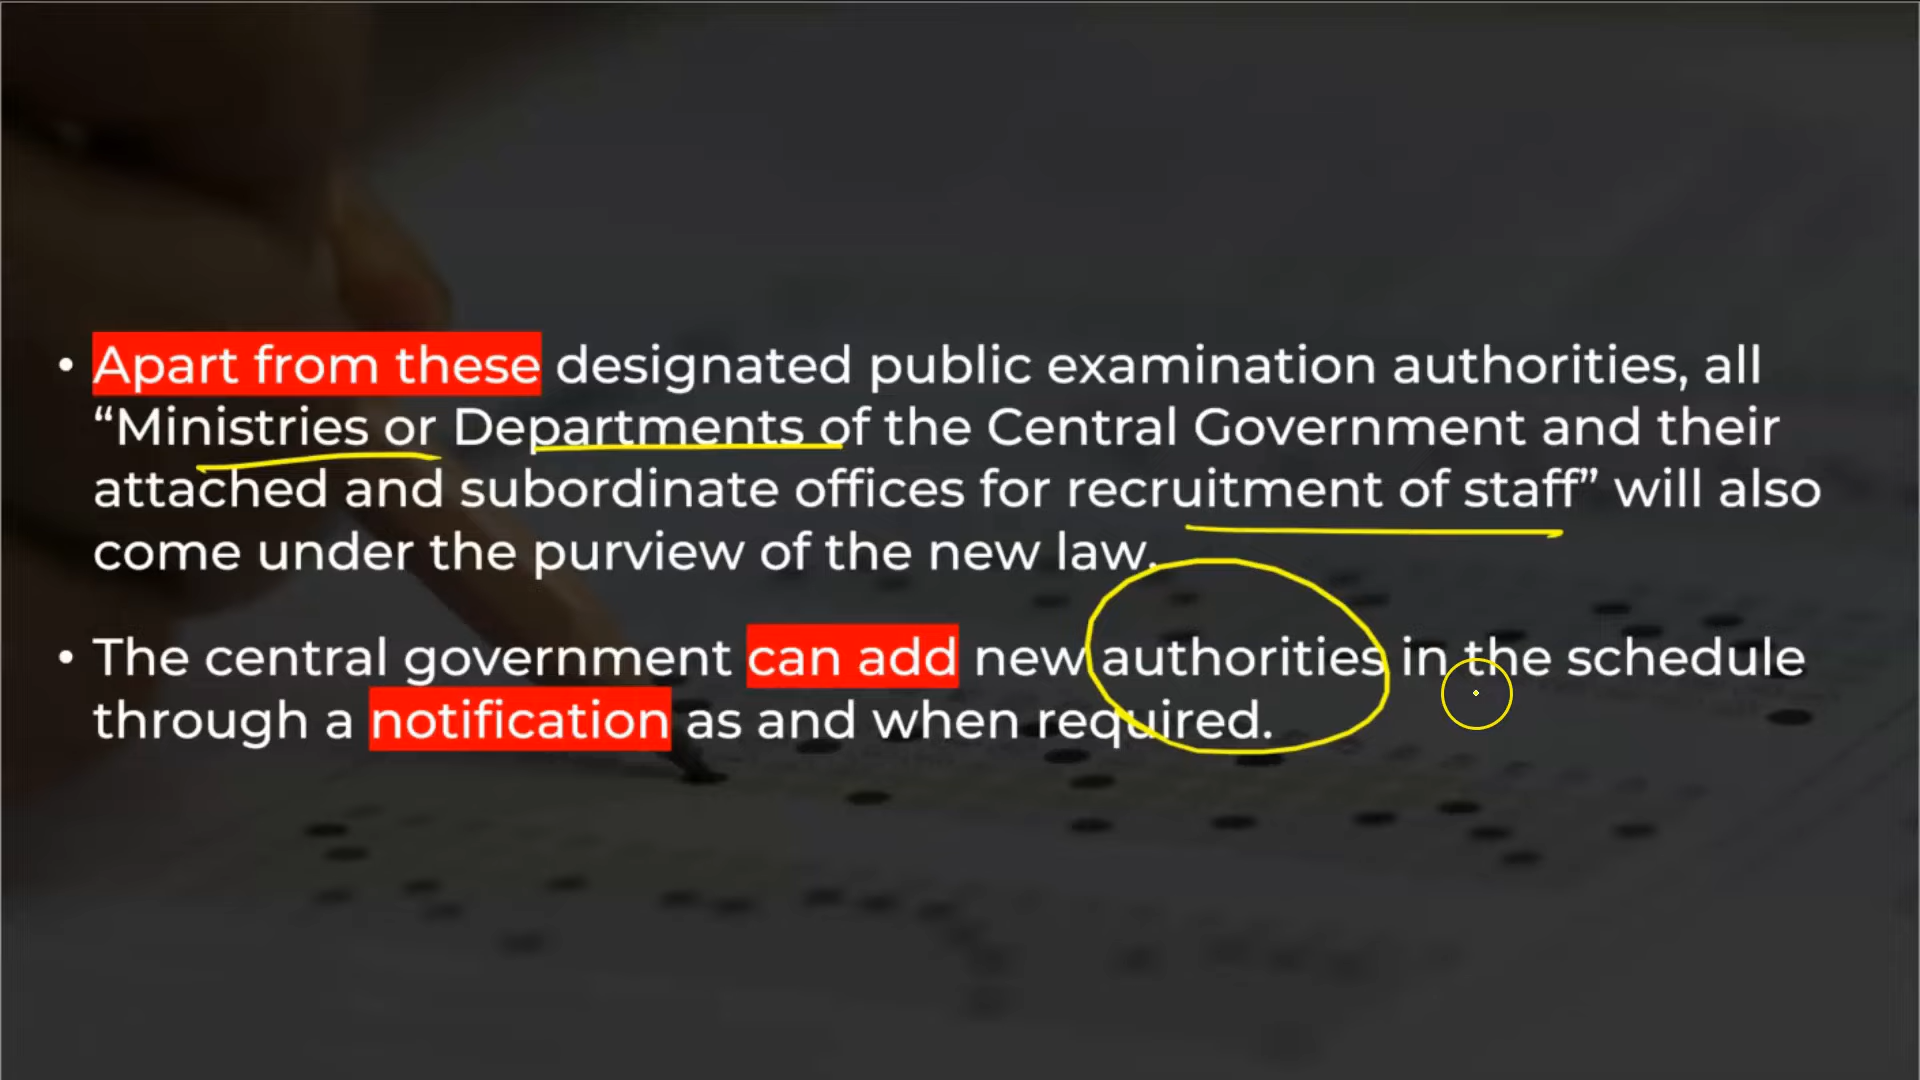 • Apart from these designated public examination authorities, all
“Ministries or Departments of the Central Government and their
attached and subordinate offices for recruitment of staff” will also
come under the purview of the new law.
• The central government can add new authorities in the schedule
through a notification as and when required.